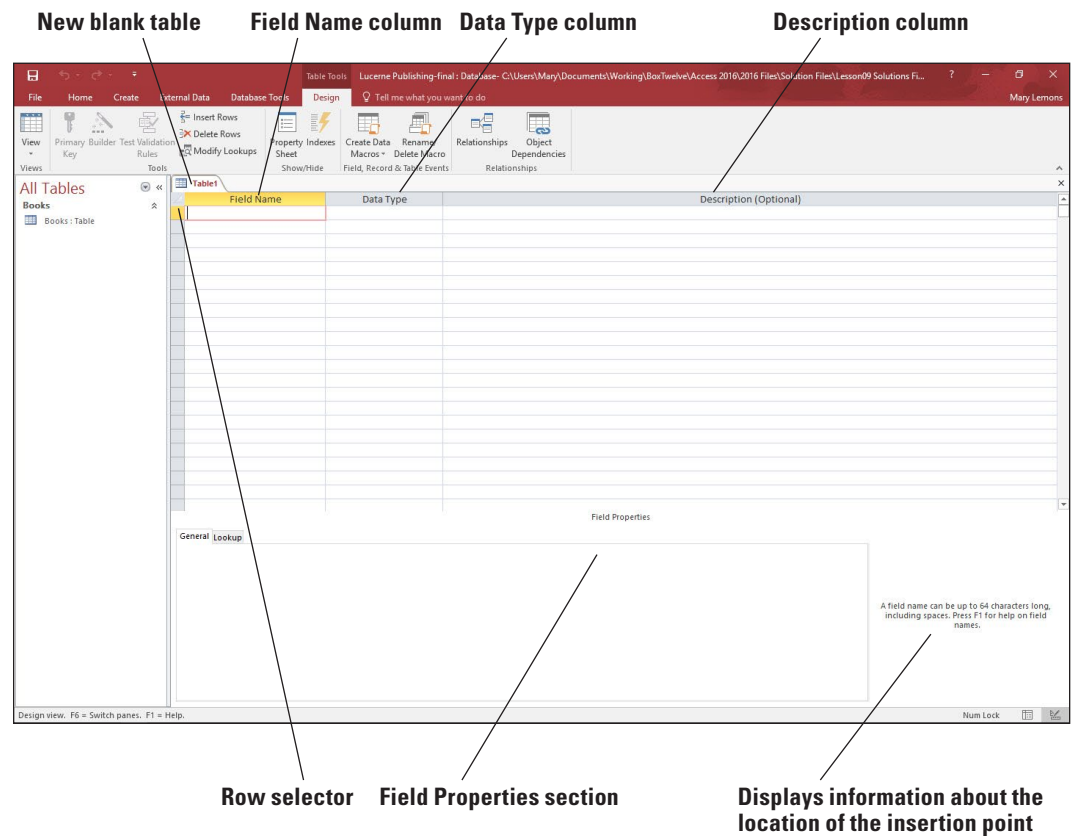 New blank table Field Name column Data Type column Description column
Table Tools Lucerne Publishing-final : Database- C:\Users\Mary\Documents\Working\BoxTwelve\Access 2016\2016 Files\Solution Files\Lesson09 Solutions Fi... ?
File Home Create External Data Database Tools Design Tell me what you want to do Mary Lemons
Insert Rows
Delete Rows
Modify Lookups
View Primary Key Builder Test Validation Rules Property Sheet Indexes Create Data Macros Rename/ Delete Macro Relationships Object Dependencies
Views Tools Show/Hide Field, Record & Table Events Relationships
All Tables Table1
Books
Books : Table
Field Name Data Type Description (Optional)
Field Properties
General Lookup
A field name can be up to 64 characters long,
including spaces. Press F1 for help on field
names.
Design view. F6 = Switch panes. F1 = Help. Num Lock
Row selector Field Properties section Displays information about the
location of the insertion point